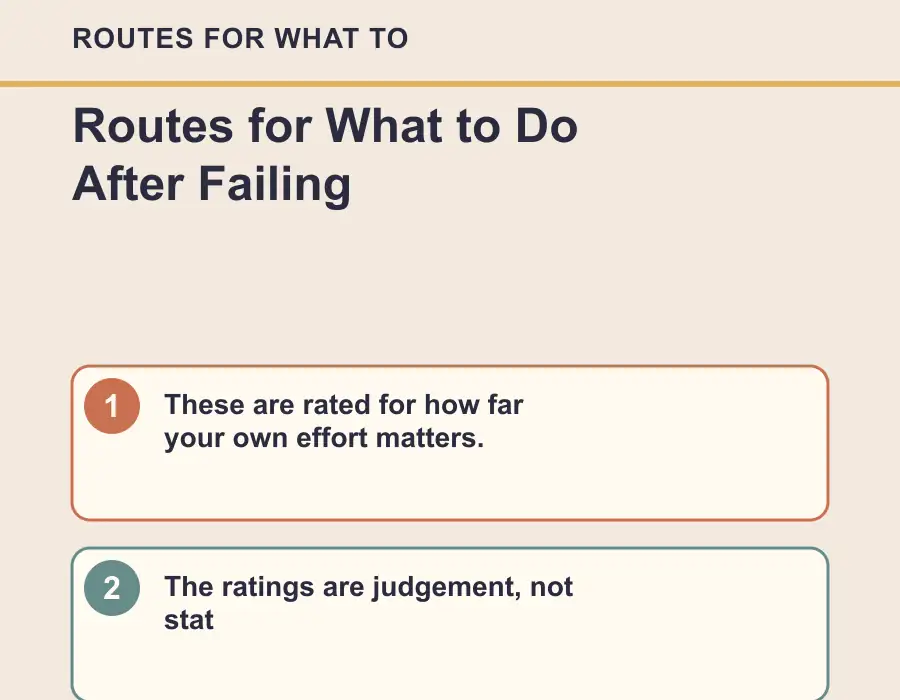 ROUTES FOR WHAT TO
Routes for What to Do
After Failing
1
These are rated for how far
your own effort matters.
2
The ratings are judgement, not
stat